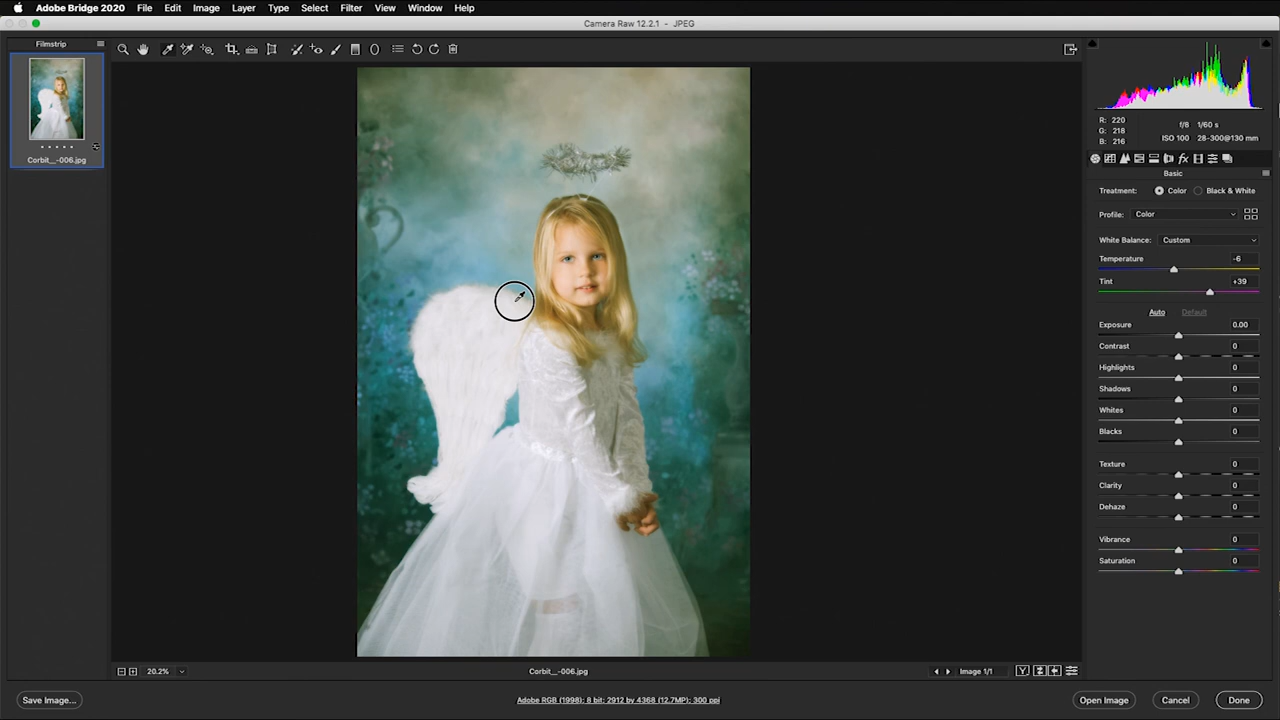 Adobe Bridge 2020 File Edit Image Layer Type Select Filter View Window Help
Camera Raw 12.2.1 - JPEG
Filmstrip
Corbit__-006.jpg
R: 220
G: 218
B: 216
f/8 1/60 s
ISO 100 28-300@130 mm
Basic
Treatment: Color Black & White
Profile: Color
White Balance: Custom
Temperature -6
Tint +39
Auto Default
Exposure 0.00
Contrast 0
Highlights 0
Shadows 0
Whites 0
Blacks 0
Texture 0
Clarity 0
Dehaze 0
Vibrance 0
Saturation 0
20.2% Corbit__-006.jpg Image 1/1 Y
Save Image... Adobe RGB (1998); 8 bit; 2912 by 4368 (12.7MP); 300 ppi Open Image Cancel Done